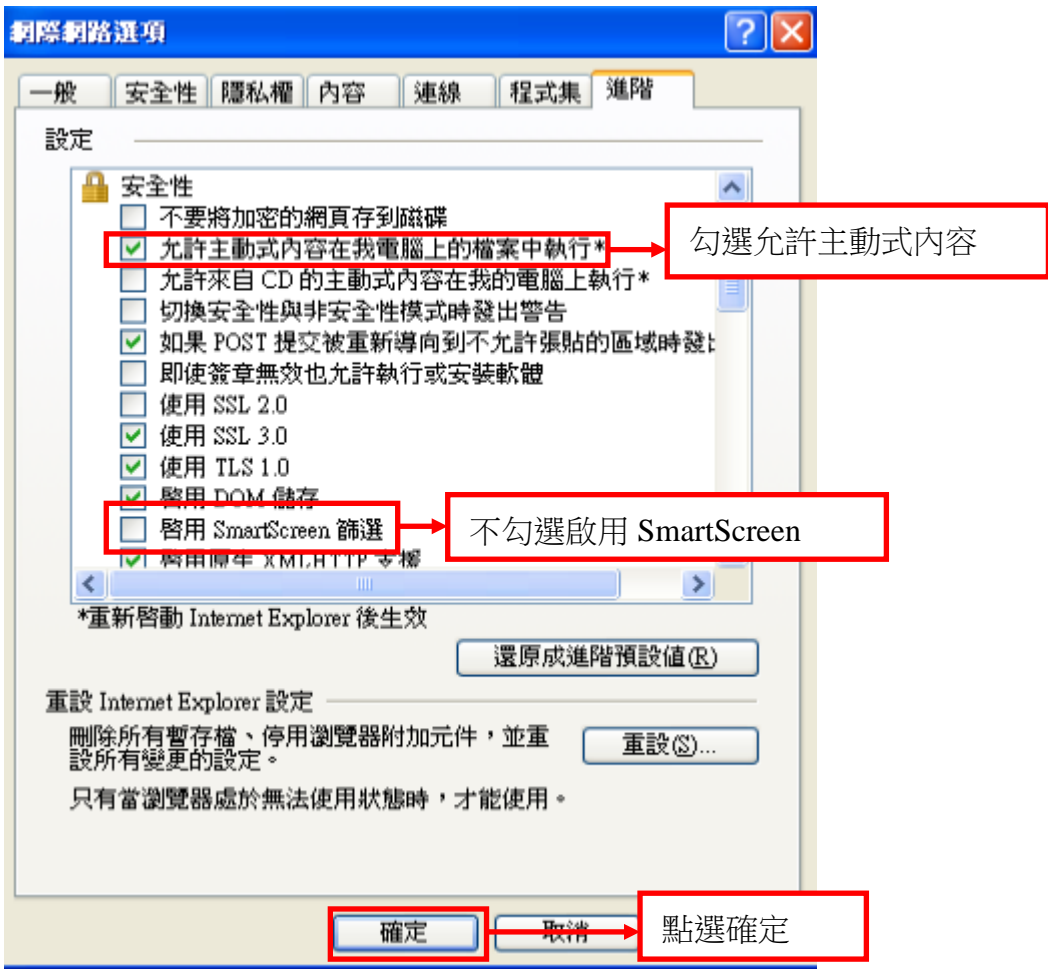 網際網路選項
一般 安全性 隱私權 內容 連線 程式集 進階
設定
安全性
不要將加密的網頁存到磁碟
允許主動式內容在我電腦上的檔案中執行*
勾選允許主動式內容
允許來自 CD 的主動式內容在我的電腦上執行*
切換安全性與非安全性模式時發出警告
如果 POST 提交被重新導向到不允許張貼的區域時發出
即使簽章無效也允許執行或安裝軟體
使用 SSL 2.0
使用 SSL 3.0
使用 TLS 1.0
啓用 DOM 儲存
啓用 SmartScreen 篩選
不勾選啟用 SmartScreen
啓用原生 XMLHTTP 支援
*重新啓動 Internet Explorer 後生效
還原成進階預設值(R)
重設 Internet Explorer 設定
刪除所有暫存檔、停用瀏覽器附加元件，並重
設所有變更的設定。
重設(S)...
只有當瀏覽器處於無法使用狀態時，才能使用。
確定 取消
點選確定